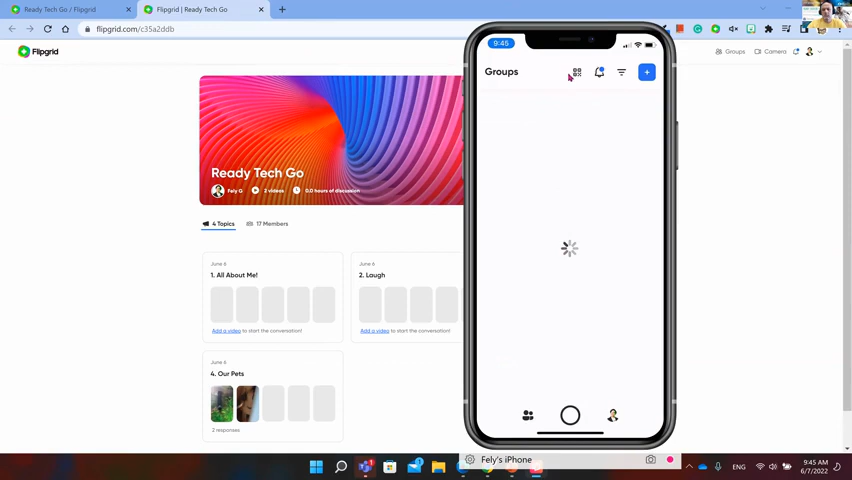 Ready Tech Go / Flipgrid
Flipgrid | Ready Tech Go
flipgrid.com/c35a2ddb
Flipgrid
Groups
Camera
Ready Tech Go
Fely G
2 videos
0.0 hours of discussion
4 Topics
17 Members
June 6
1. All About Me!
Add a video to start the conversation!
June 6
2. Laugh
Add a video to start the conversation!
June 6
4. Our Pets
2 responses
9:45
Groups
Fely's iPhone
ENG
9:45 AM
6/7/2022